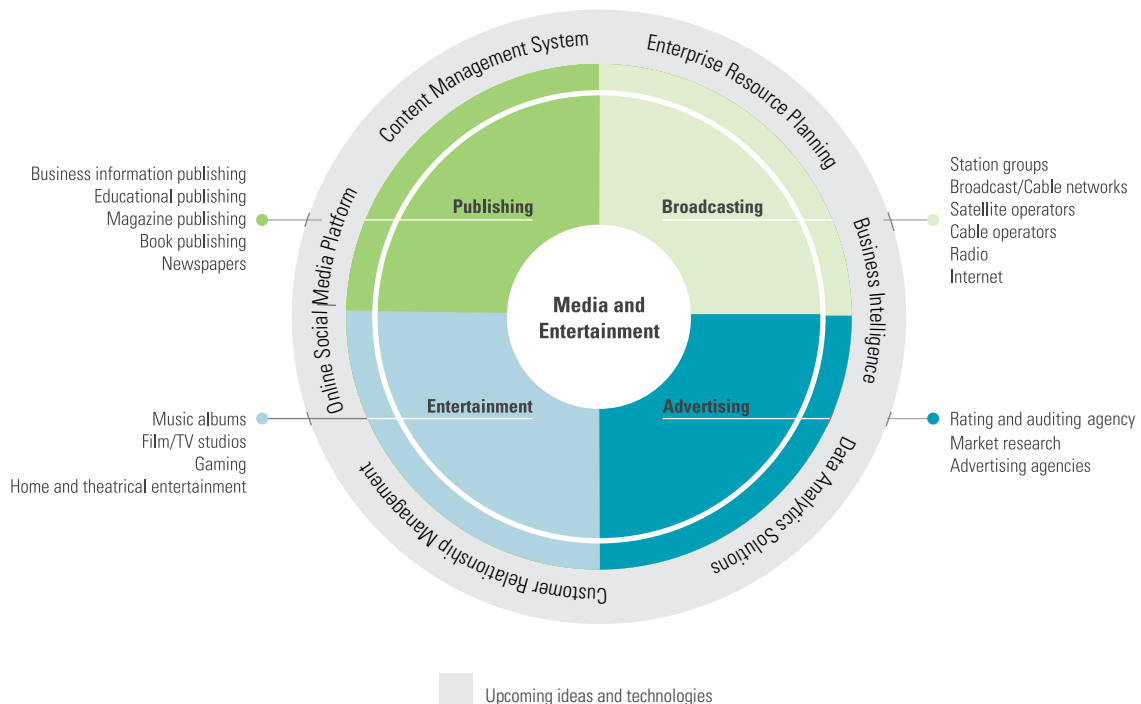 Content Management System
Enterprise Resource Planning
Business Intelligence
Data Analytics Solutions
Customer Relationship Management
Online Social Media Platform
Business information publishing
Educational publishing
Magazine publishing
Book publishing
Newspapers
Publishing
Broadcasting
Station groups
Broadcast/Cable networks
Satellite operators
Cable operators
Radio
Internet
Media and
Entertainment
Music albums
Film/TV studios
Gaming
Home and theatrical entertainment
Entertainment
Advertising
Rating and auditing agency
Market research
Advertising agencies
Upcoming ideas and technologies